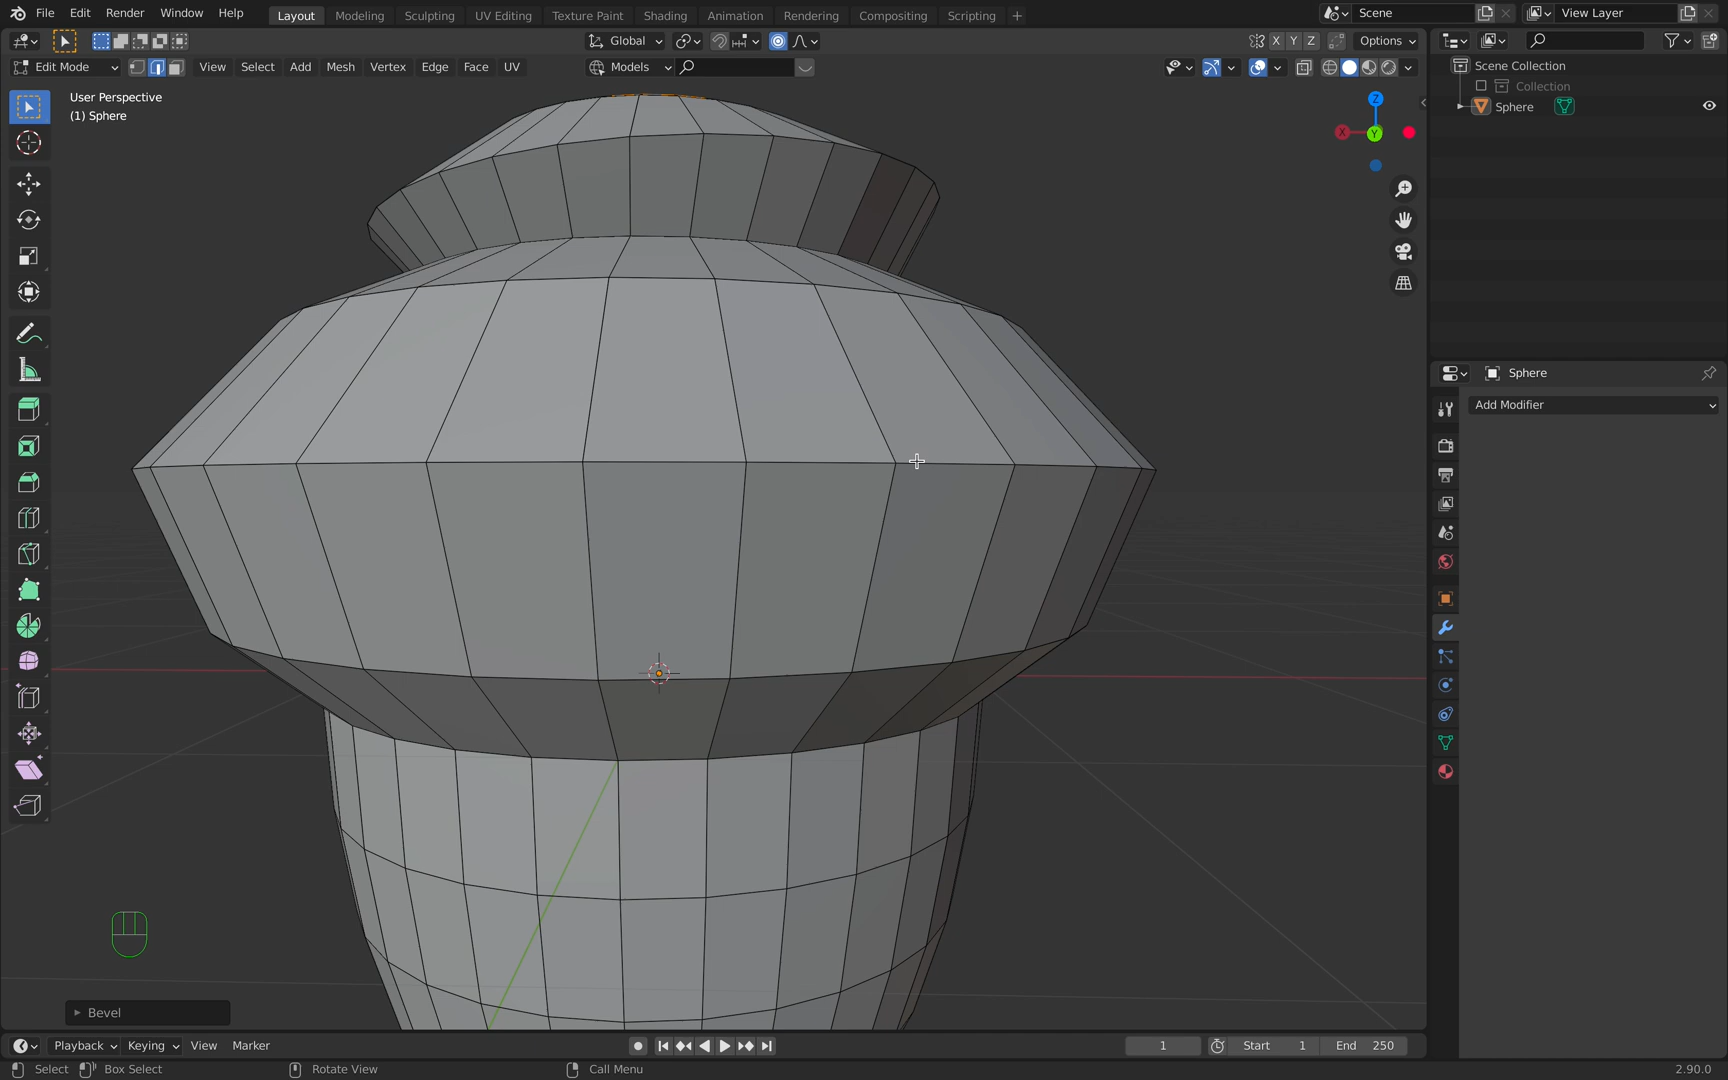 File Edit Render Window Help Layout Modeling Sculpting UV Editing Texture Paint Shading Animation Rendering Compositing Scripting + Scene View Layer
Global X Y Z Options
Edit Mode View Select Add Mesh Vertex Edge Face UV Models
Scene Collection
Collection
Sphere
User Perspective
(1) Sphere
Z
X
Y
Sphere
Add Modifier
Bevel
Playback Keying View Marker 1 Start 1 End 250
Select Box Select Rotate View Call Menu 2.90.0